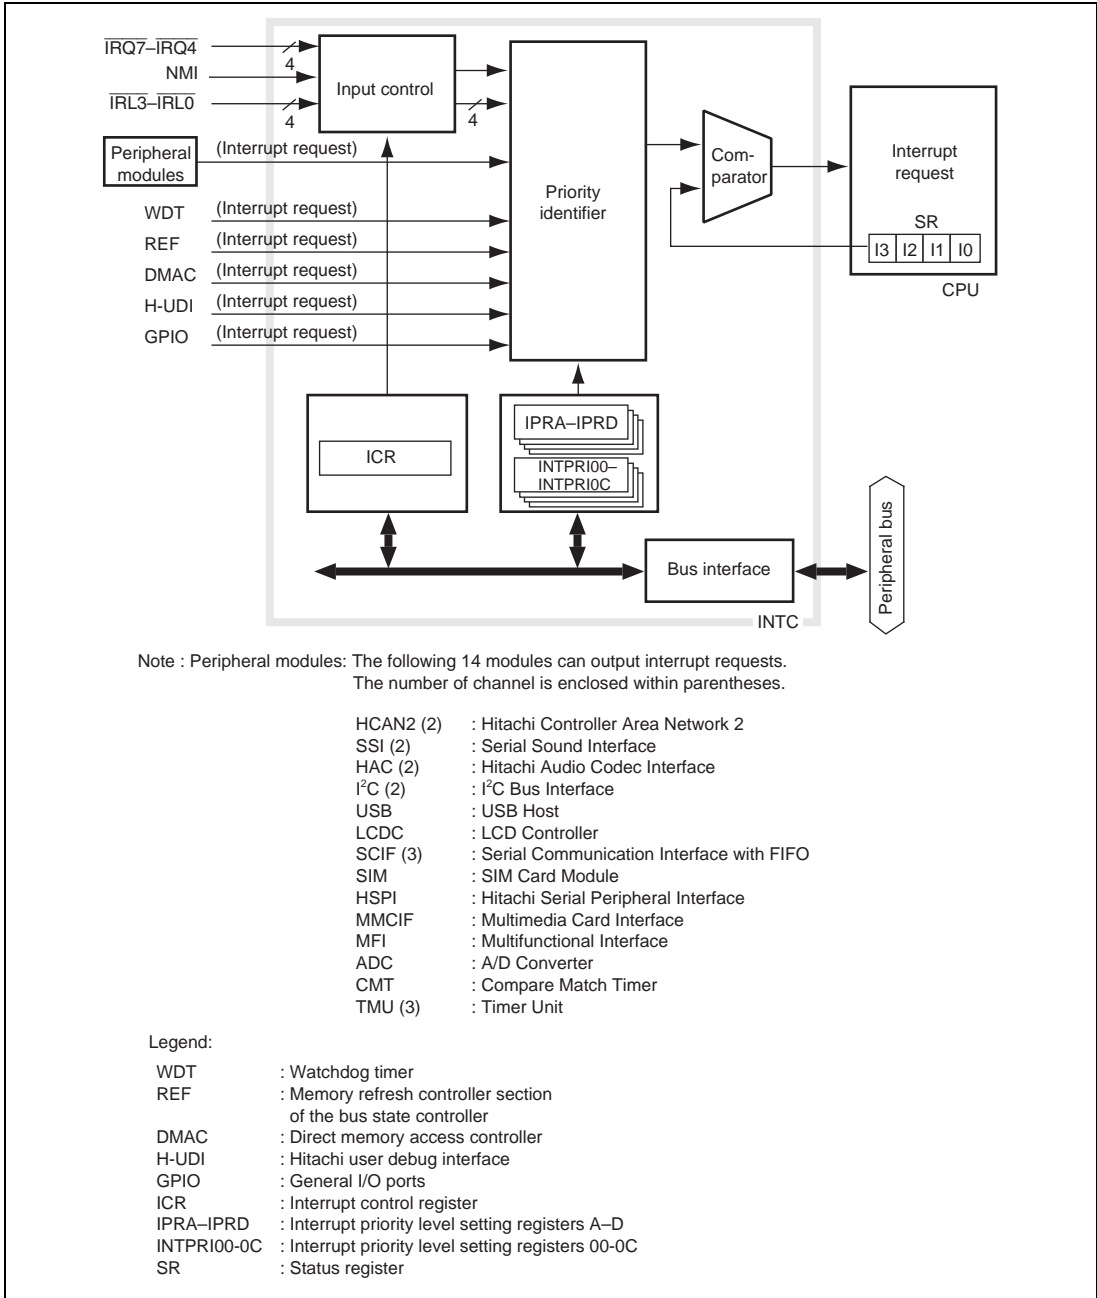 IRQ7–IRQ4
4
NMI
IRL3–IRL0
4
Input control
4
Peripheral
modules
(Interrupt request)
WDT (Interrupt request)
REF (Interrupt request)
DMAC (Interrupt request)
H-UDI (Interrupt request)
GPIO (Interrupt request)
Priority
identifier
Com-
parator
Interrupt
request
SR
I3 I2 I1 I0
CPU
ICR
IPRA–IPRD
INTPRI00–
INTPRI0C
Bus interface
Peripheral bus
INTC
Note : Peripheral modules: The following 14 modules can output interrupt requests.
The number of channel is enclosed within parentheses.
HCAN2 (2) : Hitachi Controller Area Network 2
SSI (2) : Serial Sound Interface
HAC (2) : Hitachi Audio Codec Interface
I²C (2) : I²C Bus Interface
USB : USB Host
LCDC : LCD Controller
SCIF (3) : Serial Communication Interface with FIFO
SIM : SIM Card Module
HSPI : Hitachi Serial Peripheral Interface
MMCIF : Multimedia Card Interface
MFI : Multifunctional Interface
ADC : A/D Converter
CMT : Compare Match Timer
TMU (3) : Timer Unit
Legend:
WDT : Watchdog timer
REF : Memory refresh controller section
of the bus state controller
DMAC : Direct memory access controller
H-UDI : Hitachi user debug interface
GPIO : General I/O ports
ICR : Interrupt control register
IPRA–IPRD : Interrupt priority level setting registers A–D
INTPRI00-0C : Interrupt priority level setting registers 00-0C
SR : Status register